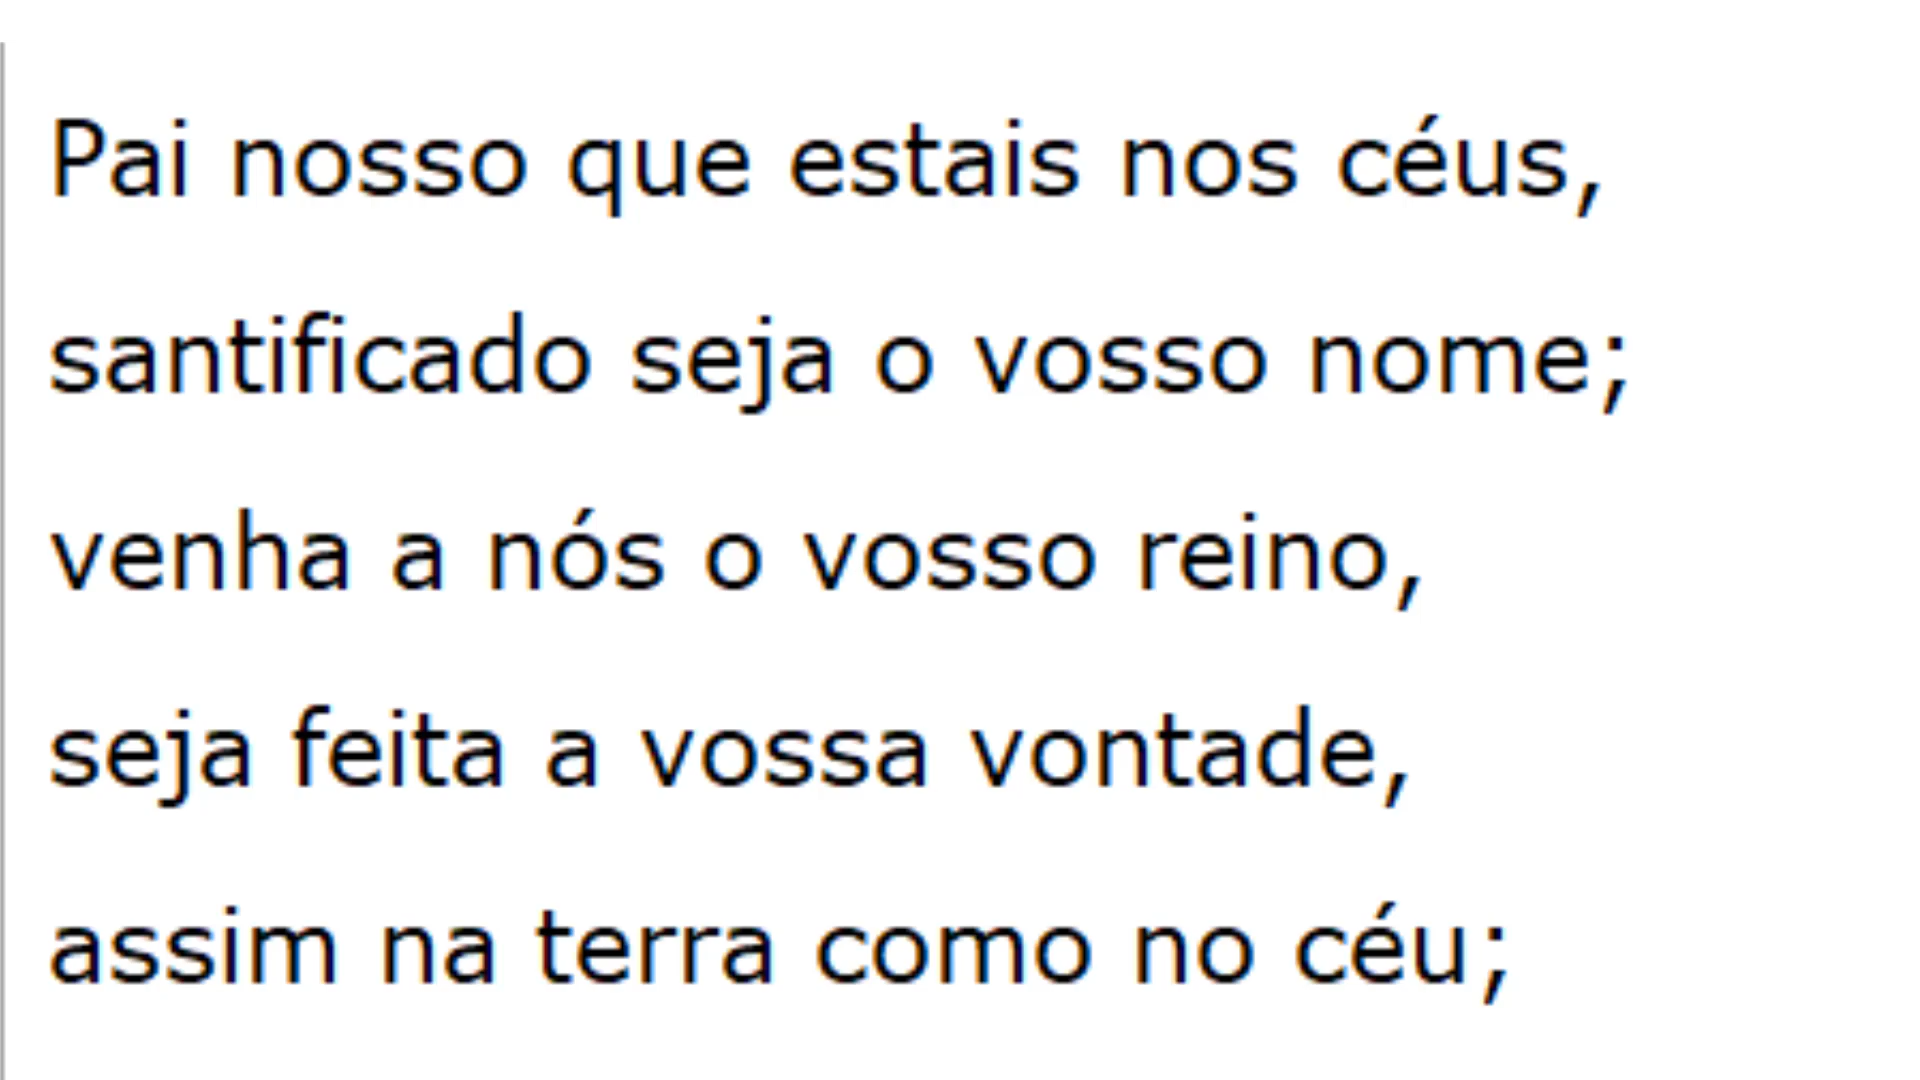 Pai nosso que estais nos céus,
santificado seja o vosso nome;
venha a nós o vosso reino,
seja feita a vossa vontade,
assim na terra como no céu;